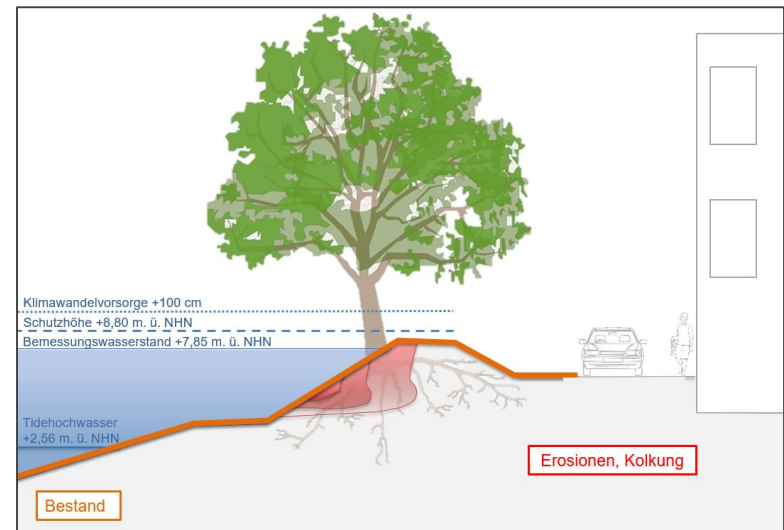 Klimawandelvorsorge +100 cm
Schutzhöhe +8,80 m. ü. NHN
Bemessungswasserstand +7,85 m. ü. NHN
Tidehochwasser
+2,56 m. ü. NHN
Erosionen, Kolkung
Bestand